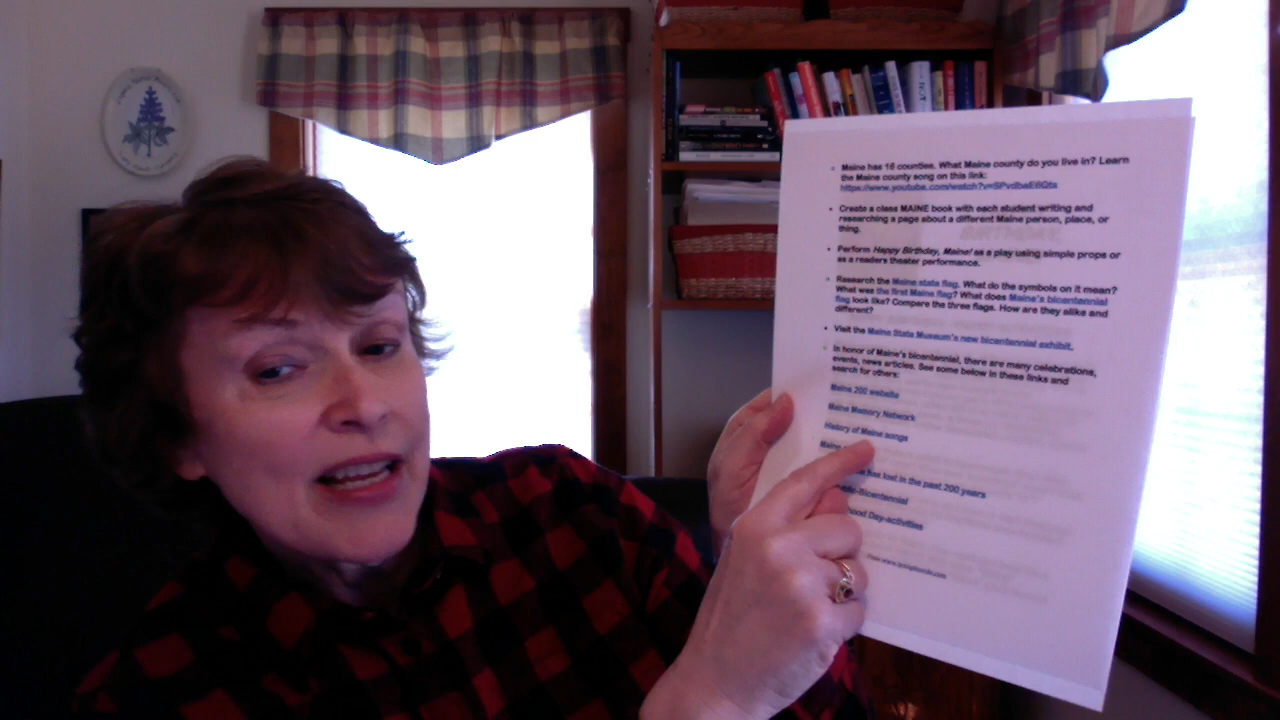 Maine has 16 counties. What Maine county do you live in? Learn
the Maine county song on this link:
Create a class MAINE book with each student writing and
researching a page about a different Maine person, place, or
thing.
Perform Happy Birthday, Maine! as a play using simple props or
as a readers theater performance.
Research the Maine state flag. What do the symbols on it mean?
What was the first Maine flag? What does Maine's bicentennial
flag look like? Compare the three flags. How are they alike and
different?
Visit the Maine State Museum's new bicentennial exhibit.
In honor of Maine's bicentennial, there are many celebrations,
events, news articles. See some below in these links and
search for others:
Maine 200 website
Maine Memory Network
History of Maine songs
Maine
has lost in the past 200 years
-Bicentennial
hood Day-activities